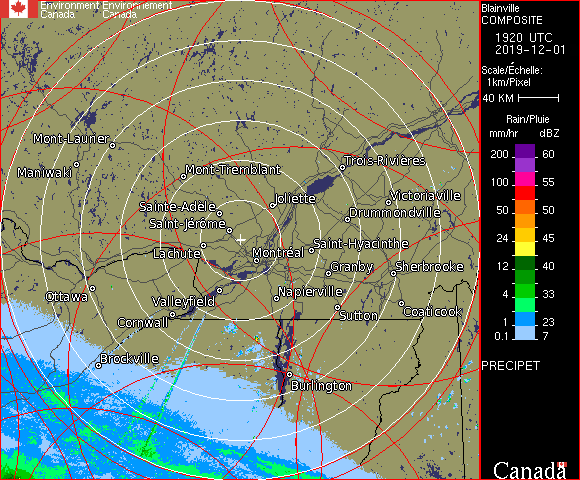 Environment Environnement
Canada Canada
Blainville
COMPOSITE
1920 UTC
2019-12-01
Scale/Échelle:
1km/Pixel
40 KM
Rain/Pluie
mm/hr dBZ
200 60
150 57
100 55
50 50
24 45
12 40
4 33
1 23
0.1 7
PRECIPET
Canada
Mont-Laurier
Maniwaki
Mont-Tremblant
Trois-Rivières
Joliette
Victoriaville
Sainte-Adèle
Drummondville
Saint-Jérôme
Saint-Hyacinthe
Lachute
Montréal
Granby
Sherbrooke
Ottawa
Valleyfield
Napierville
Cornwall
Sutton
Coaticook
Brockville
Burlington